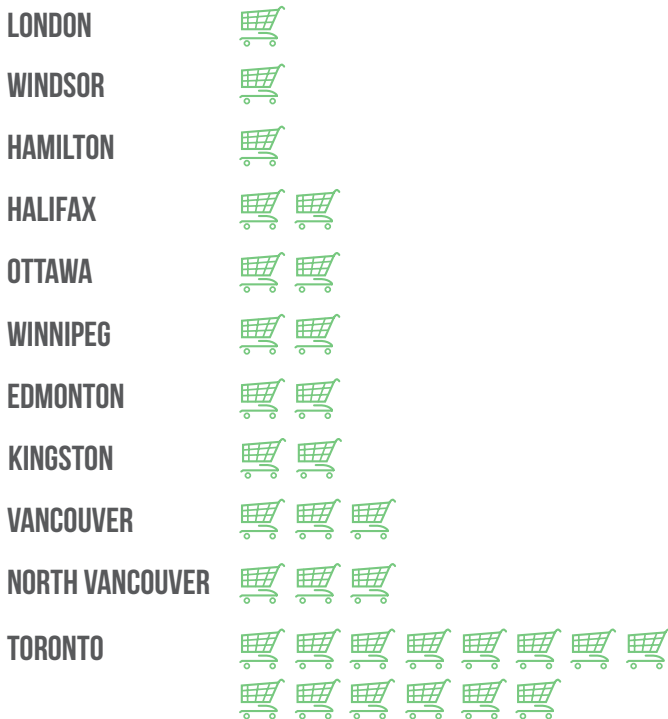 LONDON
WINDSOR
HAMILTON
HALIFAX
OTTAWA
WINNIPEG
EDMONTON
KINGSTON
VANCOUVER
NORTH VANCOUVER
TORONTO